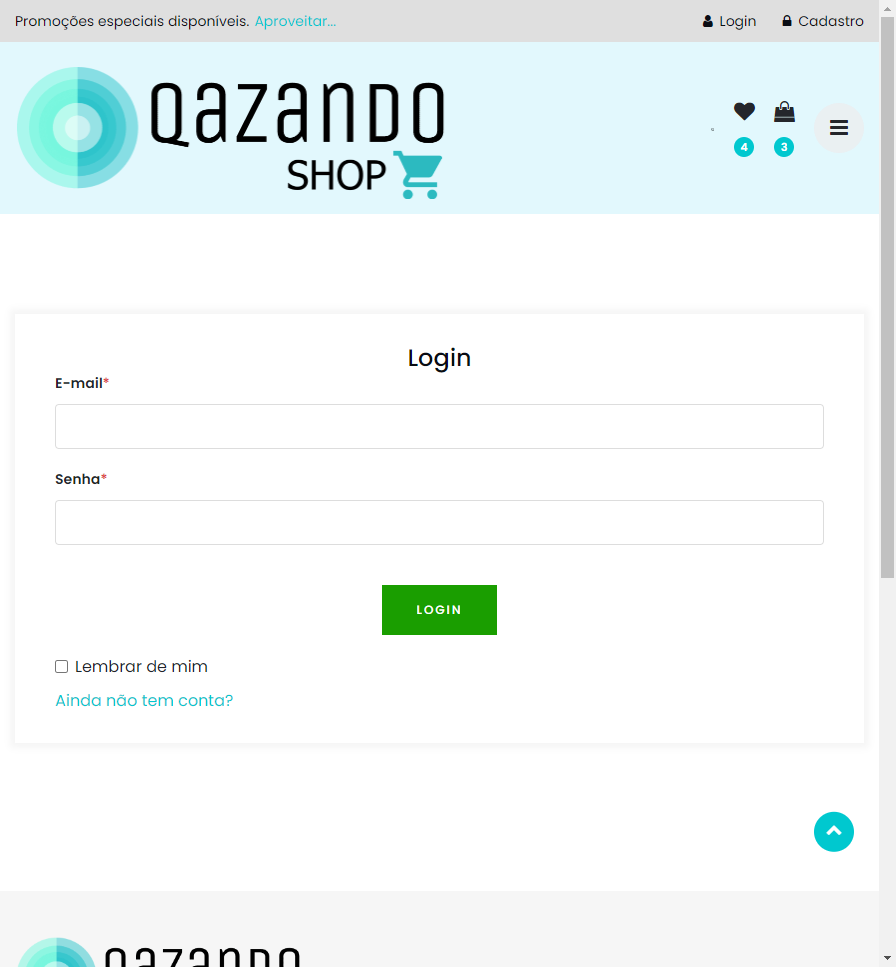 Promoções especiais disponíveis. Aproveitar... Login Cadastro
Qazando
SHOP
4 3
Login
E-mail*
Senha*
LOGIN
Lembrar de mim
Ainda não tem conta?
Qazando